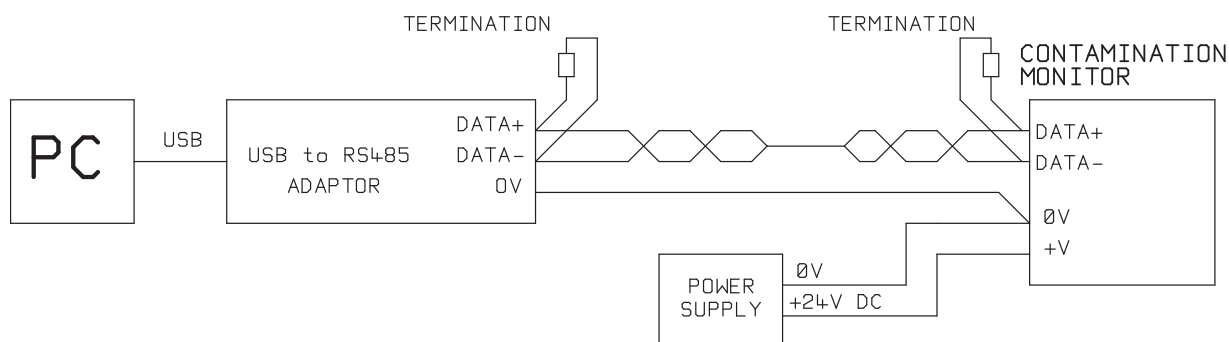 TERMINATION
TERMINATION
CONTAMINATION
MONITOR
PC
USB
USB to RS485
ADAPTOR
DATA+
DATA-
0V
DATA+
DATA-
0V
+V
POWER
SUPPLY
0V
+24V DC